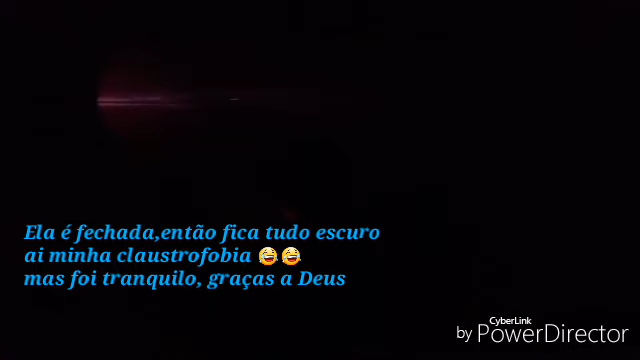 Ela é fechada,então fica tudo escuro
ai minha claustrofobia 😂😂
mas foi tranquilo, graças a Deus
CyberLink
by PowerDirector